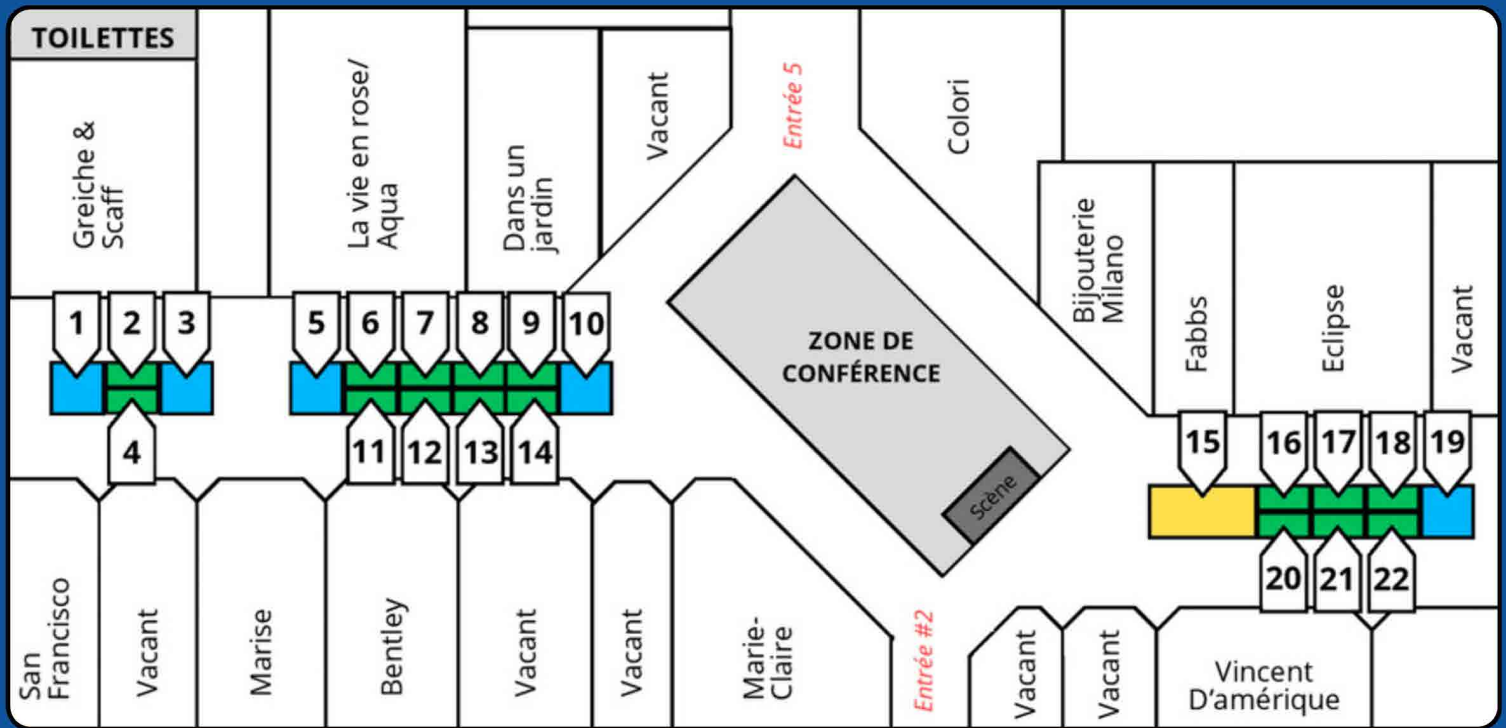 TOILETTES
Greiche &
Scaff
La vie en rose/
Aqua
Dans un
jardin
Vacant
Entrée 5
Colori
Bijouterie
Milano
Fabbs
Eclipse
Vacant
1
2
3
5
6
7
8
9
10
ZONE DE
CONFÉRENCE
Scène
4
11
12
13
14
15
16
17
18
19
20
21
22
San
Francisco
Vacant
Marise
Bentley
Vacant
Vacant
Marie-
Claire
Entrée #2
Vacant
Vacant
Vincent
D'amérique